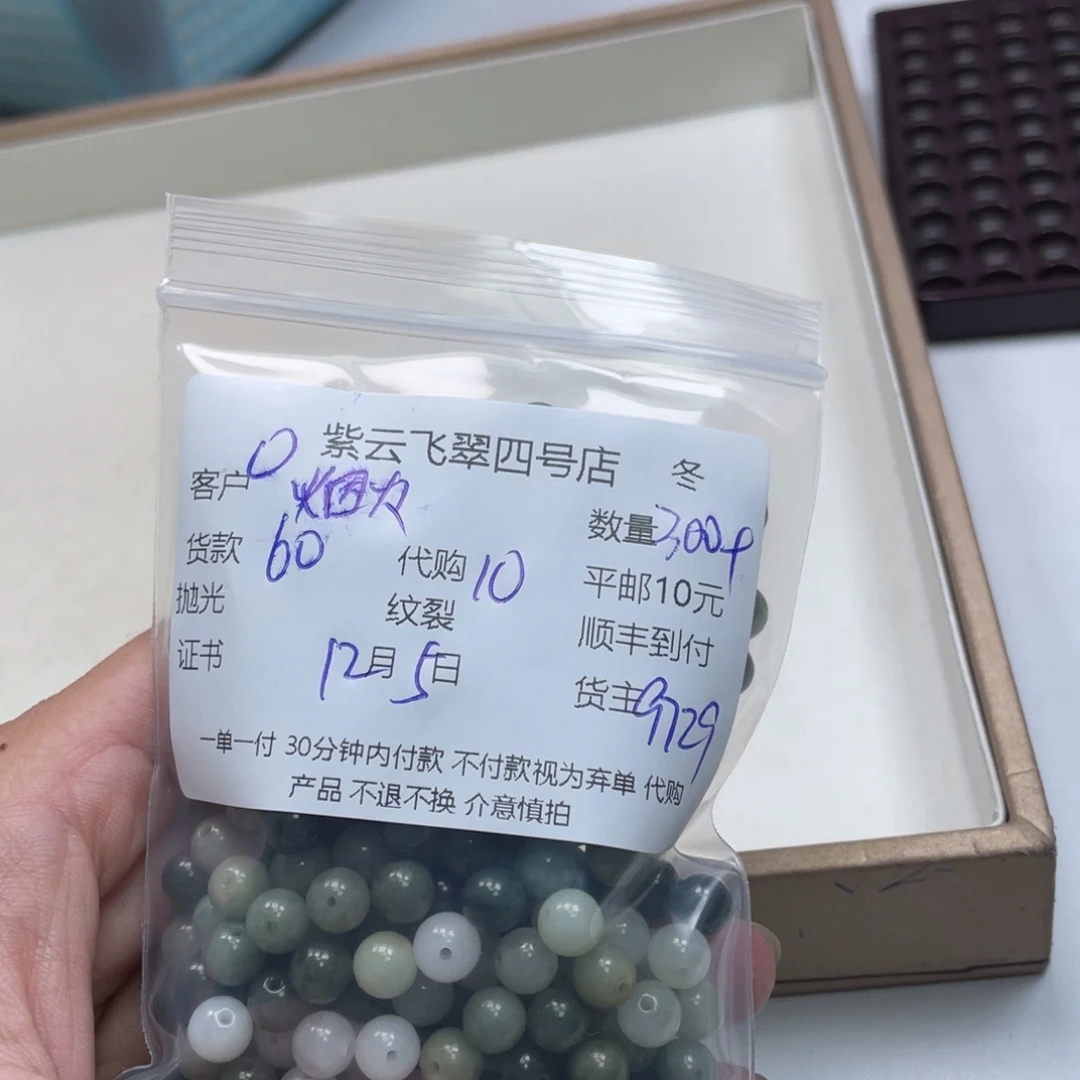 紫云飞翠四号店 冬
客户 O 烟力
数量 300+
货款 60 代购 10
平邮10元
抛光 纹裂
顺丰到付
证书 12月5日
货主 9729
一单一付 30分钟内付款 不付款视为弃单 代购
产品 不退不换 介意慎拍